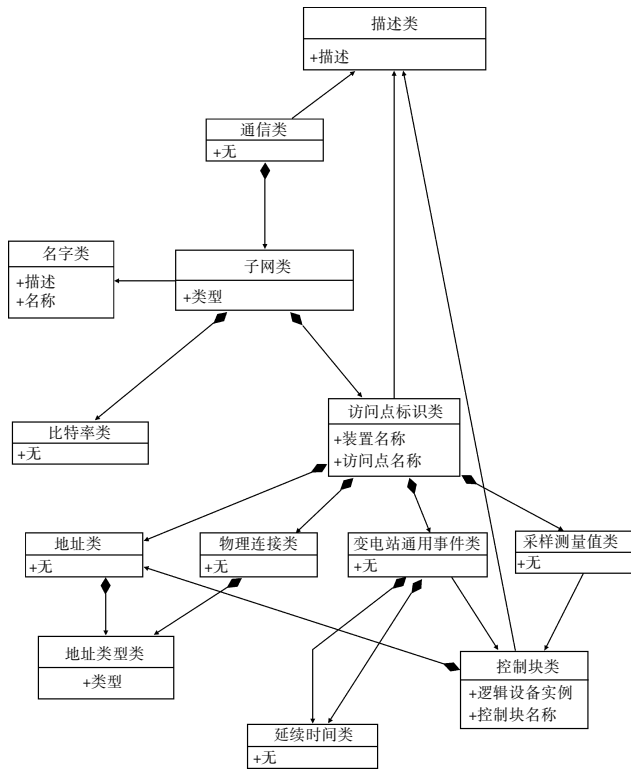 描述类
+描述
通信类
+无
名字类
+描述
+名称
子网类
+类型
比特率类
+无
访问点标识类
+装置名称
+访问点名称
地址类
+无
物理连接类
+无
变电站通用事件类
+无
采样测量值类
+无
地址类型类
+类型
控制块类
+逻辑设备实例
+控制块名称
延续时间类
+无